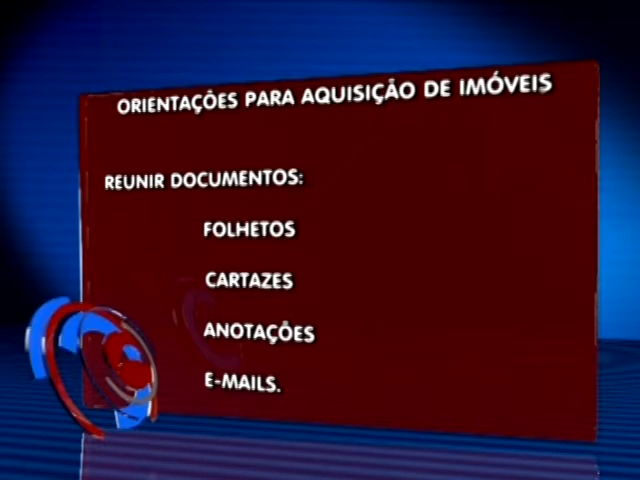 ORIENTAÇÕES PARA AQUISIÇÃO DE IMÓVEIS
REUNIR DOCUMENTOS:
FOLHETOS
CARTAZES
ANOTAÇÕES
E-MAILS.